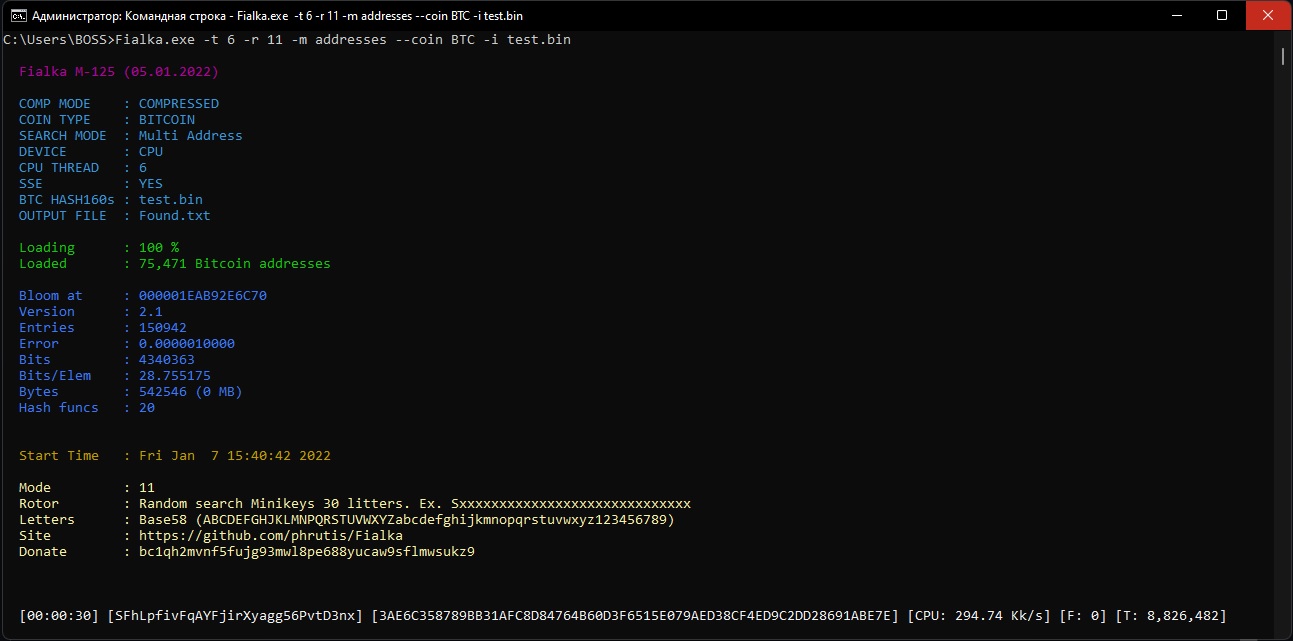 Администратор: Командная строка - Fialka.exe -t 6 -r 11 -m addresses --coin BTC -i test.bin
C:\Users\BOSS>Fialka.exe -t 6 -r 11 -m addresses --coin BTC -i test.bin
Fialka M-125 (05.01.2022)
COMP MODE : COMPRESSED
COIN TYPE : BITCOIN
SEARCH MODE : Multi Address
DEVICE : CPU
CPU THREAD : 6
SSE : YES
BTC HASH160s : test.bin
OUTPUT FILE : Found.txt
Loading : 100 %
Loaded : 75,471 Bitcoin addresses
Bloom at : 000001EAB92E6C70
Version : 2.1
Entries : 150942
Error : 0.0000010000
Bits : 4340363
Bits/Elem : 28.755175
Bytes : 542546 (0 MB)
Hash funcs : 20
Start Time : Fri Jan 7 15:40:42 2022
Mode : 11
Rotor : Random search Minikeys 30 litters. Ex. Sxxxxxxxxxxxxxxxxxxxxxxxxxxxxx
Letters : Base58 (ABCDEFGHJKLMNPQRSTUVWXYZabcdefghijkmnopqrstuvwxyz123456789)
Site : https://github.com/phrutis/Fialka
Donate : bc1qh2mvnf5fujg93mwl8pe688yucaw9sflmwsukz9
[00:00:30] [SFhLpfivFqAYFjirXyagg56PvtD3nx] [3AE6C358789BB31AFC8D84764B60D3F6515E079AED38CF4ED9C2DD28691ABE7E] [CPU: 294.74 Kk/s] [F: 0] [T: 8,826,482]